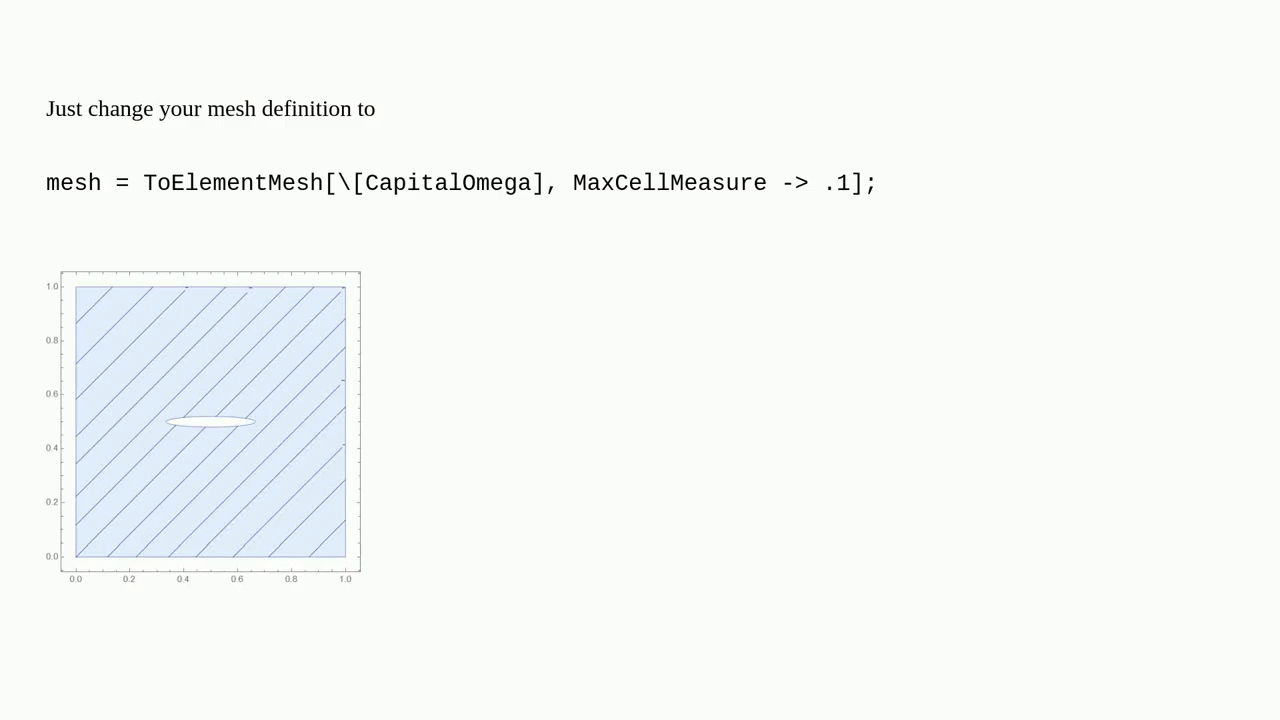 Just change your mesh definition to
mesh = ToElementMesh[\[CapitalOmega], MaxCellMeasure -> .1];
1.0
0.8
0.6
0.4
0.2
0.0
0.0 0.2 0.4 0.6 0.8 1.0